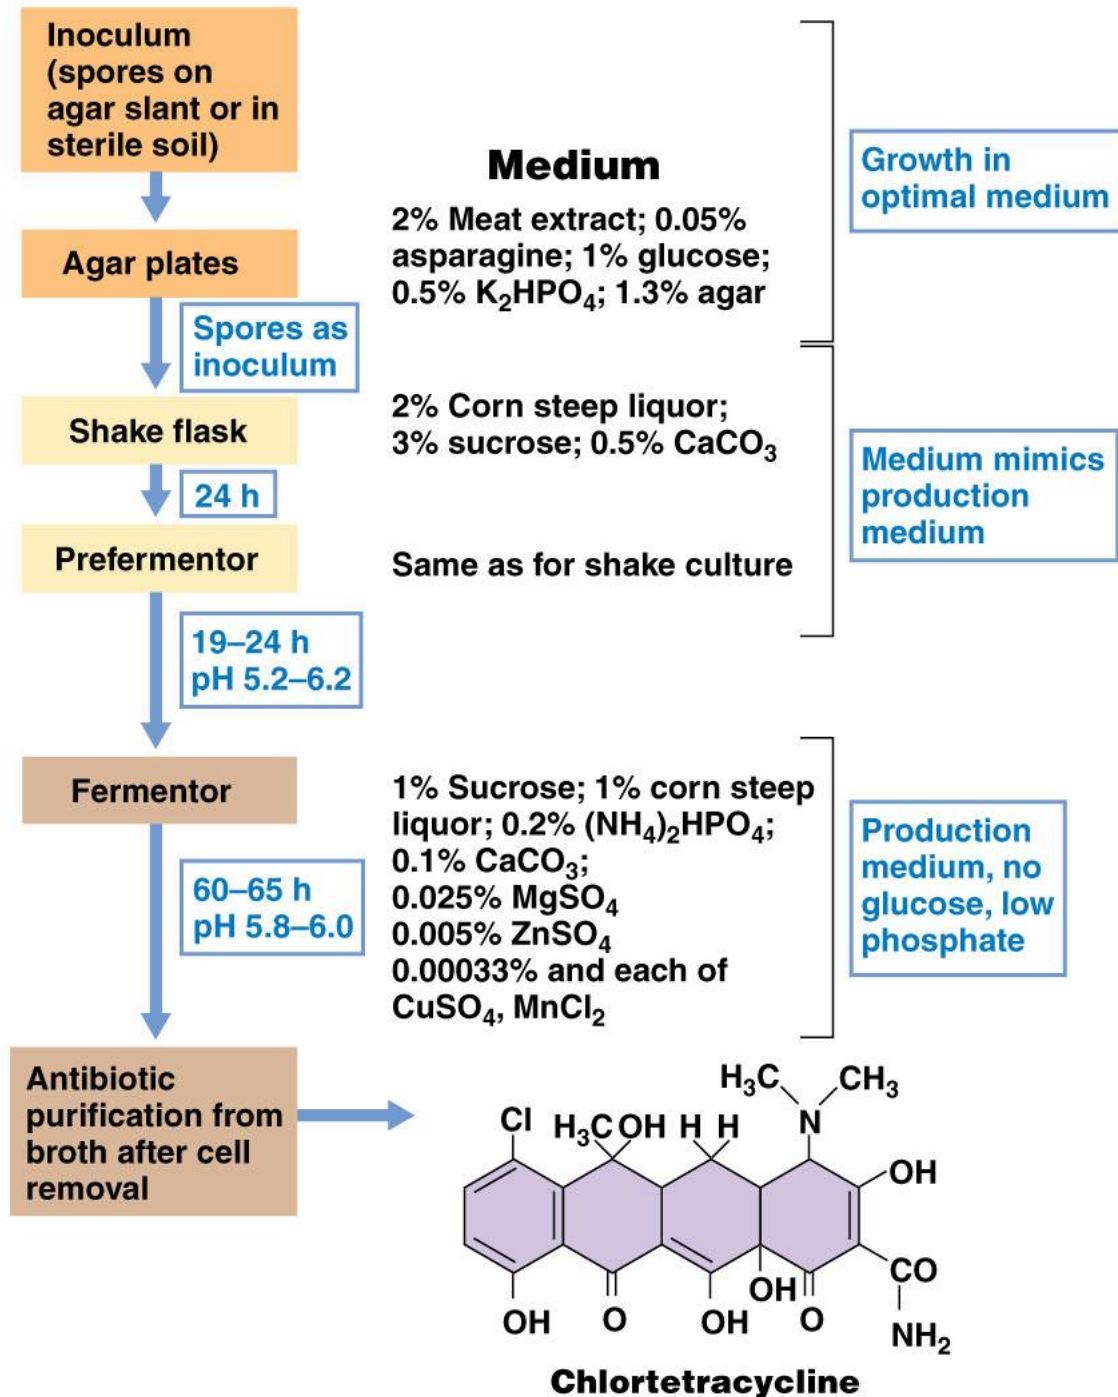 Inoculum
(spores on
agar slant or in
sterile soil)
Medium
Growth in
optimal medium
2% Meat extract; 0.05%
asparagine; 1% glucose;
0.5% K₂HPO₄; 1.3% agar
Agar plates
Spores as
inoculum
Shake flask
2% Corn steep liquor;
3% sucrose; 0.5% CaCO₃
Medium mimics
production
medium
24 h
Prefermentor
Same as for shake culture
19–24 h
pH 5.2–6.2
Fermentor
1% Sucrose; 1% corn steep
liquor; 0.2% (NH₄)₂HPO₄;
0.1% CaCO₃;
0.025% MgSO₄
0.005% ZnSO₄
0.00033% and each of
CuSO₄, MnCl₂
Production
medium, no
glucose, low
phosphate
60–65 h
pH 5.8–6.0
Antibiotic
purification from
broth after cell
removal
H₃C CH₃
N
Cl H₃C OH H H
OH
CO
NH₂
OH O OH OH O
Chlortetracycline